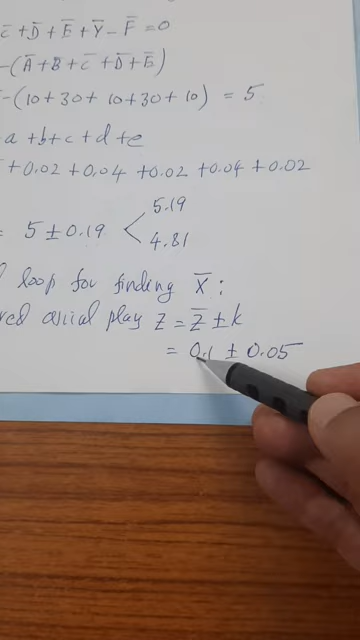 C̄ + D̄ + Ē + Ȳ - F̄ = 0
- (Ā + B̄ + C̄ + D̄ + Ē)
- (10 + 30 + 10 + 30 + 10) = 5
a + b + c + d + e
+ 0.02 + 0.04 + 0.02 + 0.04 + 0.02
5.19
= 5 ± 0.19 <
4.81
loop for finding X̄ :
axial play Z = Z̄ ± k
= 0.1 ± 0.05